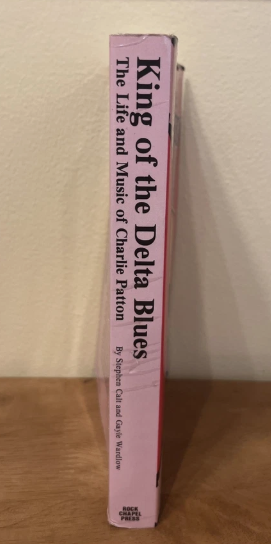 King of the Delta Blues
The Life and Music of Charlie Patton
By Stephen Calt and Gayle Wardlow
ROCK
CHAPEL
PRESS